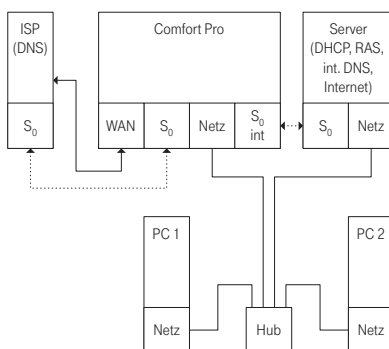 ISP
(DNS)
Comfort Pro
Server
(DHCP, RAS,
int. DNS,
Internet)
S₀
WAN
S₀
Netz
S₀
int
S₀
Netz
PC 1
PC 2
Netz
Hub
Netz